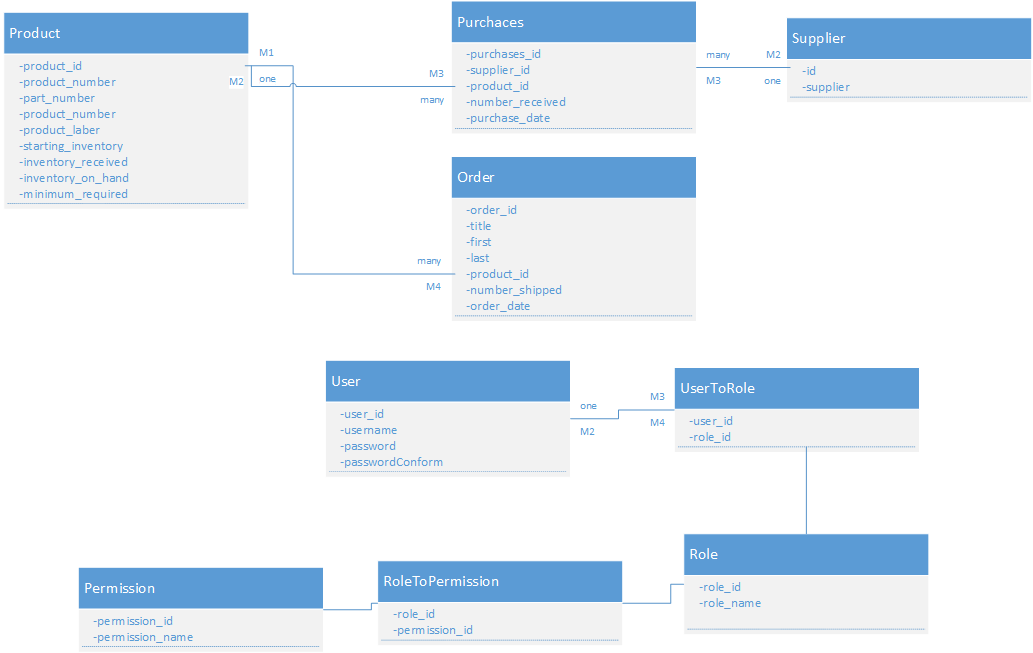 Product
-product_id
-product_number
-part_number
-product_number
-product_laber
-starting_inventory
-inventory_received
-inventory_on_hand
-minimum_required
M1
M2
one
M3
many
Purchaces
-purchases_id
-supplier_id
-product_id
-number_received
-purchase_date
many
M2
M3
one
Supplier
-id
-supplier
many
M4
Order
-order_id
-title
-first
-last
-product_id
-number_shipped
-order_date
User
-user_id
-username
-password
-passwordConform
one
M3
M2
M4
UserToRole
-user_id
-role_id
Permission
-permission_id
-permission_name
RoleToPermission
-role_id
-permission_id
Role
-role_id
-role_name